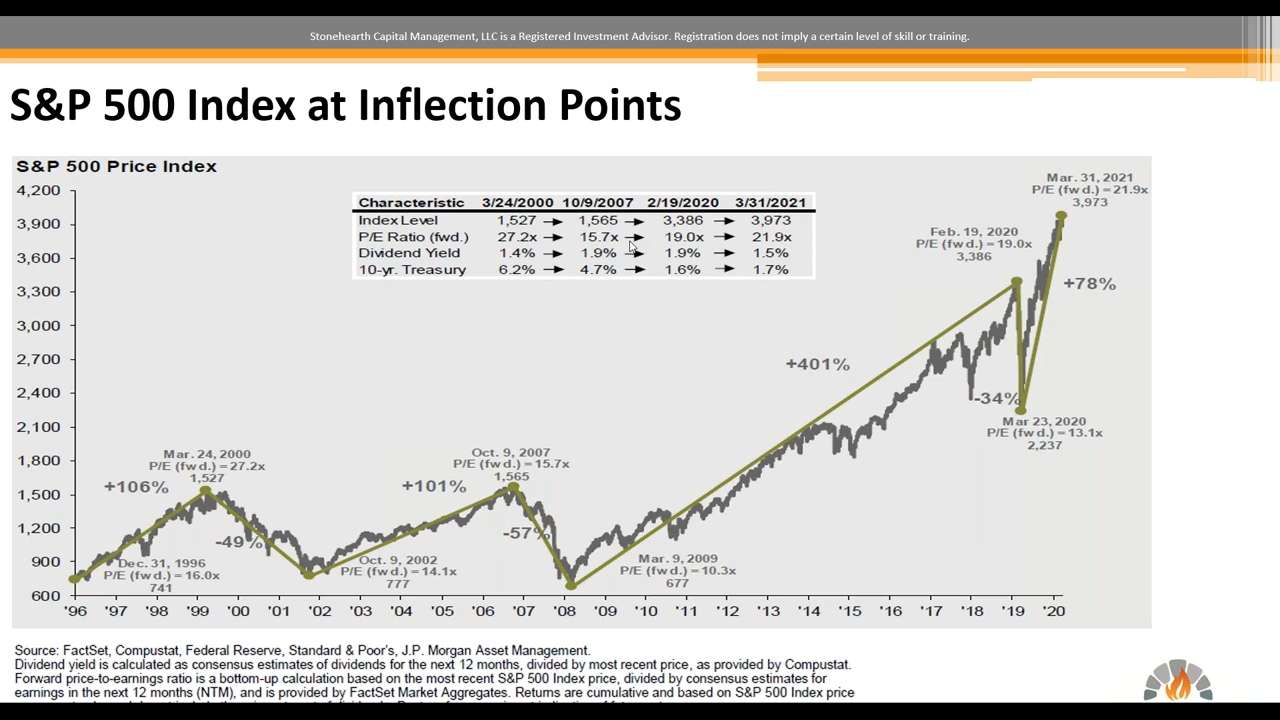 Stonehearth Capital Management, LLC is a Registered Investment Advisor. Registration does not imply a certain level of skill or training.
S&P 500 Index at Inflection Points
S&P 500 Price Index
Characteristic 3/24/2000 10/9/2007 2/19/2020 3/31/2021
Index Level 1,527 → 1,565 → 3,386 → 3,973
P/E Ratio (fwd.) 27.2x → 15.7x → 19.0x → 21.9x
Dividend Yield 1.4% → 1.9% → 1.9% → 1.5%
10-yr. Treasury 6.2% → 4.7% → 1.6% → 1.7%
4,200
3,900
3,600
3,300
3,000
2,700
2,400
2,100
1,800
1,500
1,200
900
600
Dec. 31, 1996
P/E (fwd.) = 16.0x
741
+106%
Mar. 24, 2000
P/E (fwd.) = 27.2x
1,527
-49%
Oct. 9, 2002
P/E (fwd.) = 14.1x
777
+101%
Oct. 9, 2007
P/E (fwd.) = 15.7x
1,565
-57%
Mar. 9, 2009
P/E (fwd.) = 10.3x
677
+401%
Feb. 19, 2020
P/E (fwd.) = 19.0x
3,386
-34%
Mar 23, 2020
P/E (fwd.) = 13.1x
2,237
+78%
Mar. 31, 2021
P/E (fwd.) = 21.9x
3,973
'96 '97 '98 '99 '00 '01 '02 '03 '04 '05 '06 '07 '08 '09 '10 '11 '12 '13 '14 '15 '16 '17 '18 '19 '20
Source: FactSet, Compustat, Federal Reserve, Standard & Poor's, J.P. Morgan Asset Management.
Dividend yield is calculated as consensus estimates of dividends for the next 12 months, divided by most recent price, as provided by Compustat.
Forward price-to-earnings ratio is a bottom-up calculation based on the most recent S&P 500 Index price, divided by consensus estimates for
earnings in the next 12 months (NTM), and is provided by FactSet Market Aggregates. Returns are cumulative and based on S&P 500 Index price